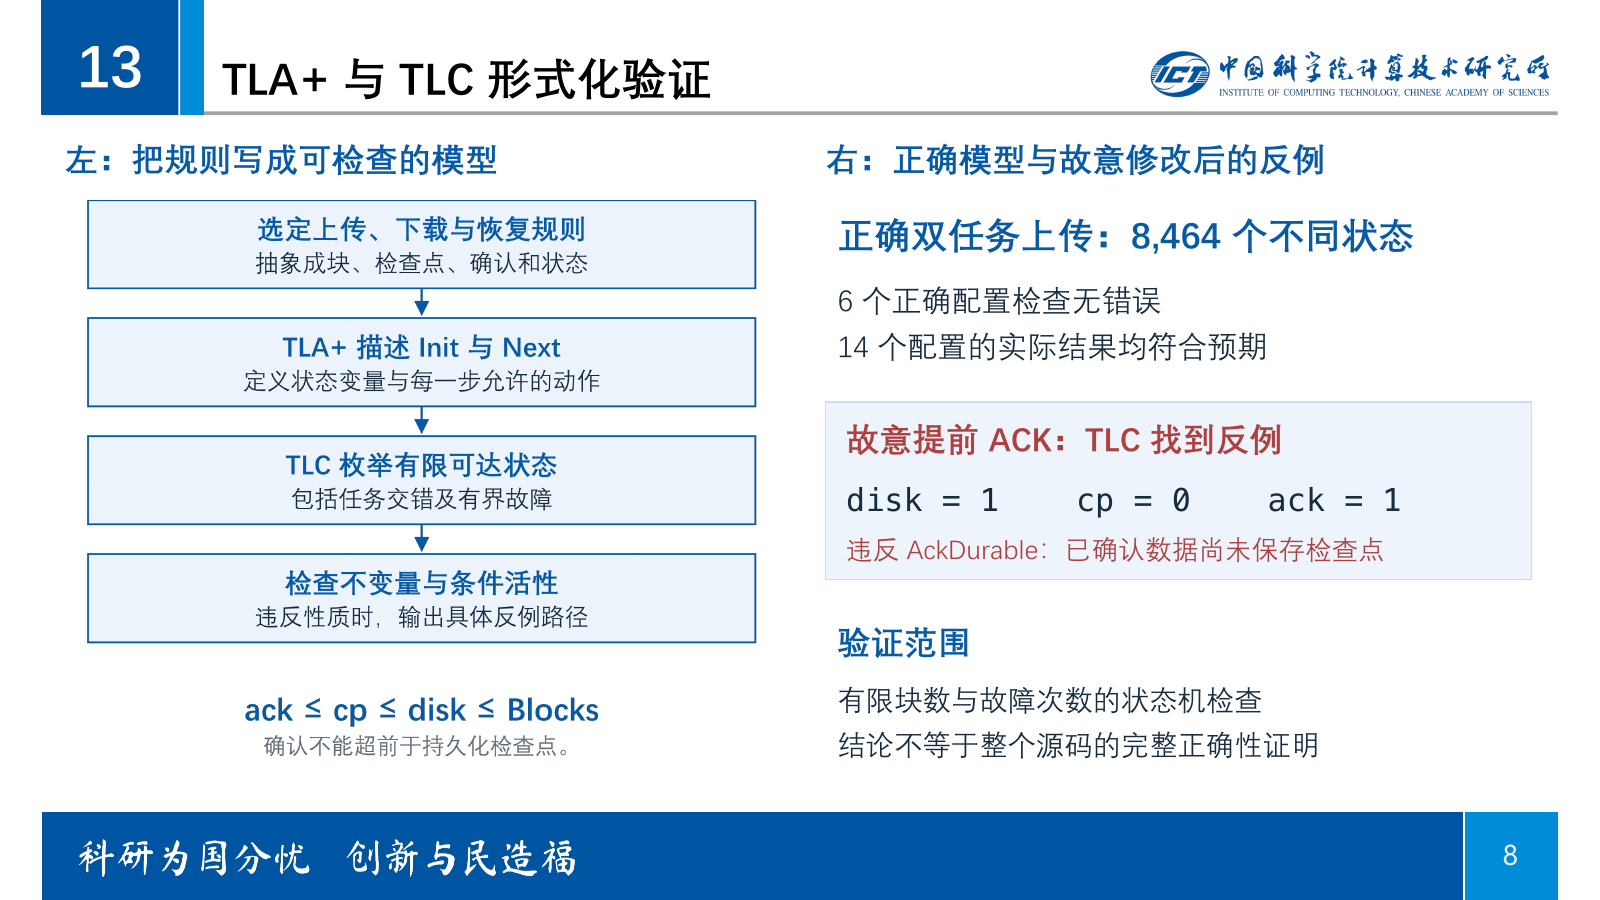 13
TLA+ 与 TLC 形式化验证
ICT
中国科学院计算技术研究所
INSTITUTE OF COMPUTING TECHNOLOGY, CHINESE ACADEMY OF SCIENCES
左：把规则写成可检查的模型
选定上传、下载与恢复规则
抽象成块、检查点、确认和状态
TLA+ 描述 Init 与 Next
定义状态变量与每一步允许的动作
TLC 枚举有限可达状态
包括任务交错及有界故障
检查不变量与条件活性
违反性质时，输出具体反例路径
ack ≤ cp ≤ disk ≤ Blocks
确认不能超前于持久化检查点。
右：正确模型与故意修改后的反例
正确双任务上传：8,464 个不同状态
6 个正确配置检查无错误
14 个配置的实际结果均符合预期
故意提前 ACK：TLC 找到反例
disk = 1 cp = 0 ack = 1
违反 AckDurable：已确认数据尚未保存检查点
验证范围
有限块数与故障次数的状态机检查
结论不等于整个源码的完整正确性证明
科研为国分忧 创新与民造福
8